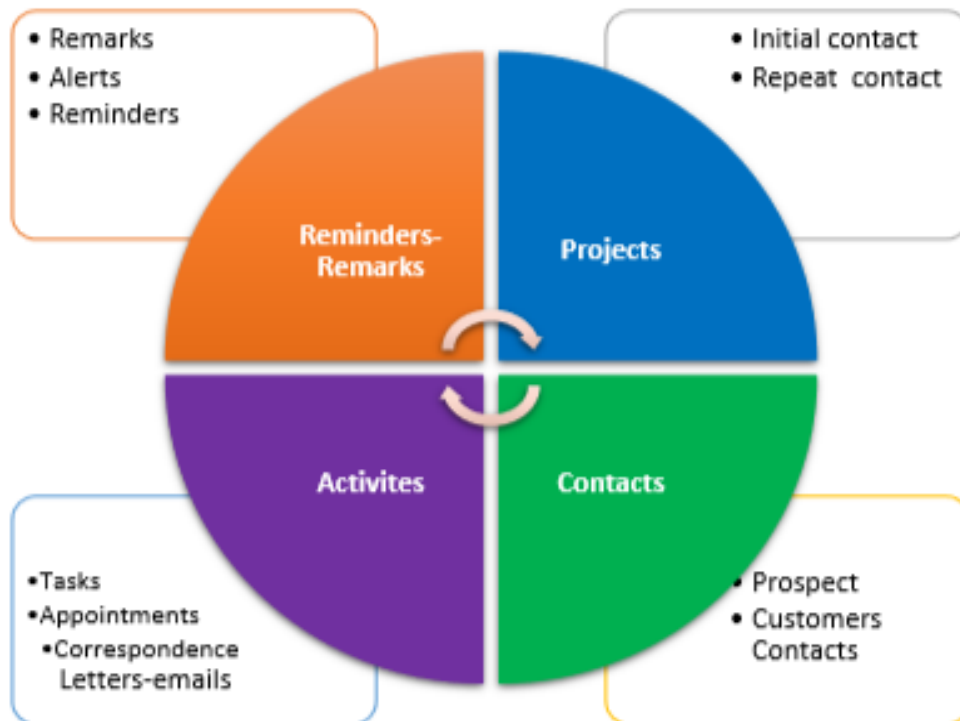 • Remarks
• Alerts
• Reminders
• Initial contact
• Repeat contact
Reminders-
Remarks
Projects
Activites
Contacts
•Tasks
•Appointments
•Correspondence
Letters-emails
• Prospect
• Customers
Contacts